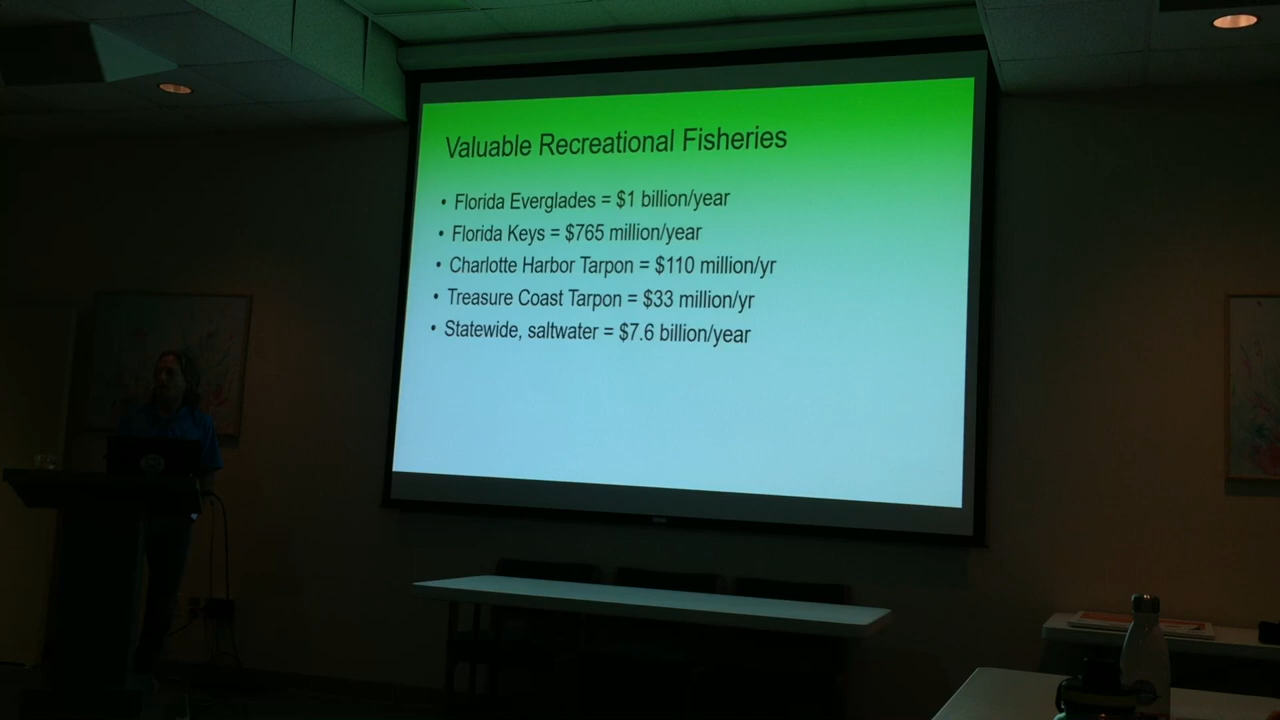 Valuable Recreational Fisheries
• Florida Everglades = $1 billion/year
• Florida Keys = $765 million/year
• Charlotte Harbor Tarpon = $110 million/yr
• Treasure Coast Tarpon = $33 million/yr
• Statewide, saltwater = $7.6 billion/year